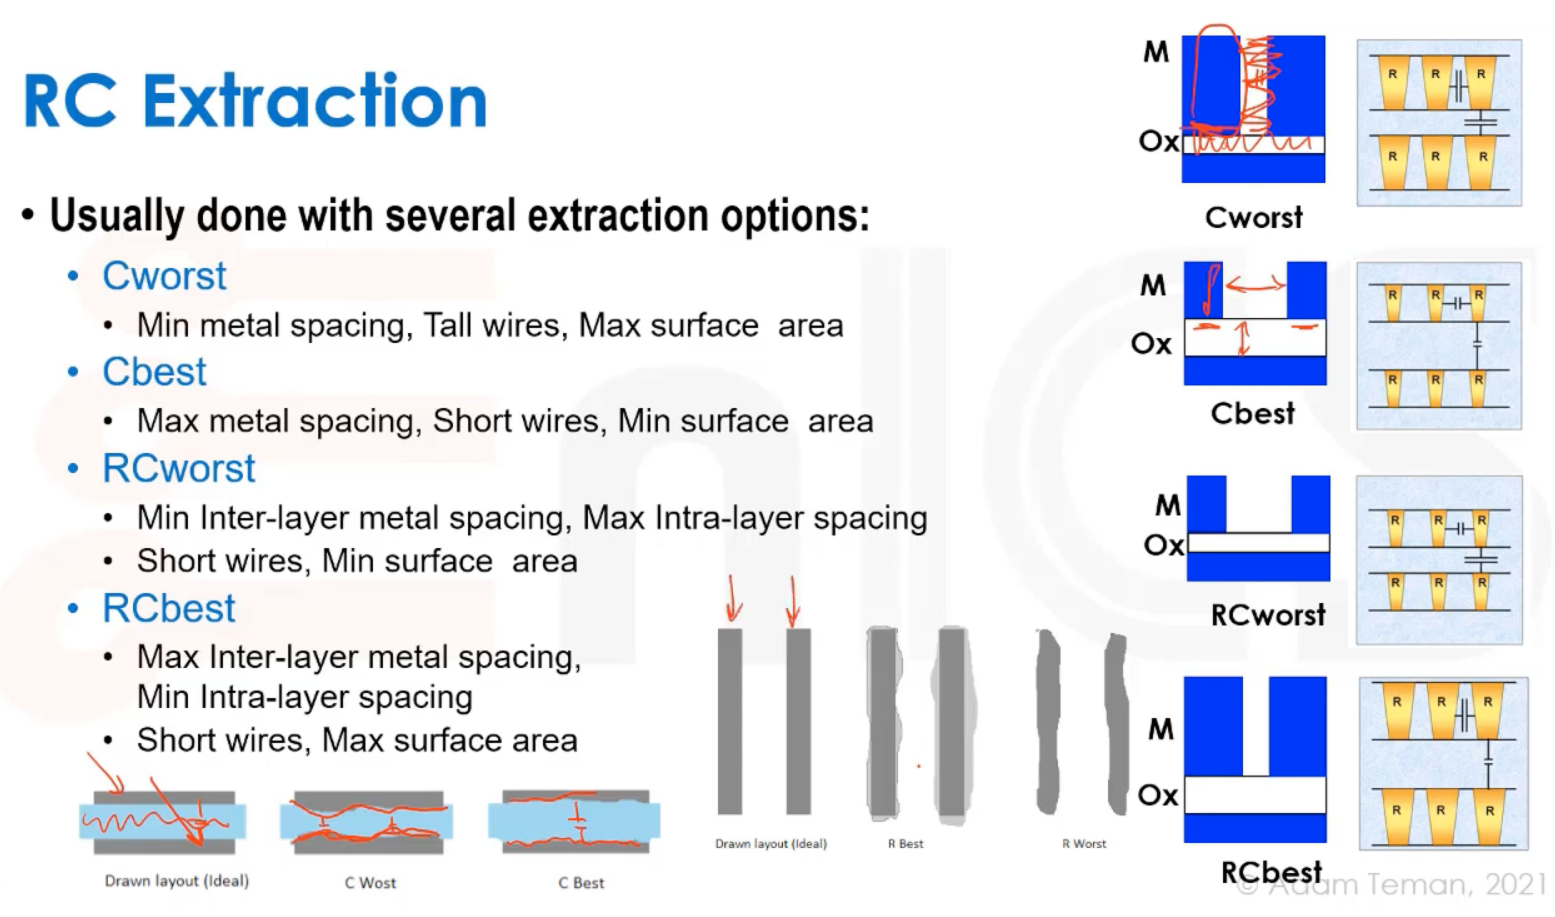 RC Extraction
• Usually done with several extraction options:
• Cworst
• Min metal spacing, Tall wires, Max surface area
• Cbest
• Max metal spacing, Short wires, Min surface area
• RCworst
• Min Inter-layer metal spacing, Max Intra-layer spacing
• Short wires, Min surface area
• RCbest
• Max Inter-layer metal spacing,
Min Intra-layer spacing
• Short wires, Max surface area
Drawn layout (Ideal)
C Wost
C Best
Drawn layout (Ideal)
R Best
R Worst
M
Ox
Cworst
R R R
R R R
M
Ox
Cbest
R R R
R R R
M
Ox
RCworst
R R R
R R R
M
Ox
RCbest
R R R
R R R
© Adam Teman, 2021
nICS